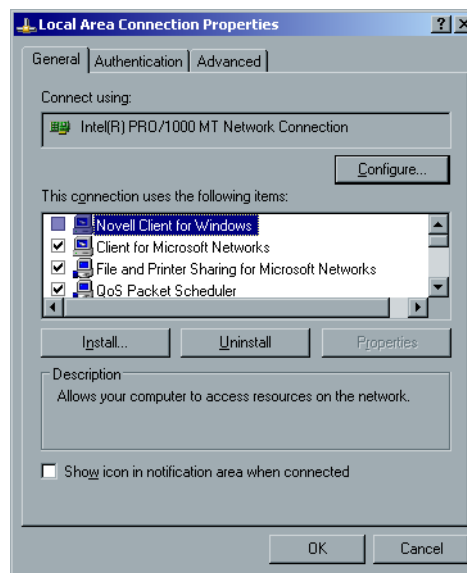 Local Area Connection Properties
General Authentication Advanced
Connect using:
Intel(R) PRO/1000 MT Network Connection
Configure...
This connection uses the following items:
Novell Client for Windows
Client for Microsoft Networks
File and Printer Sharing for Microsoft Networks
QoS Packet Scheduler
Install... Uninstall Properties
Description
Allows your computer to access resources on the network.
Show icon in notification area when connected
OK Cancel